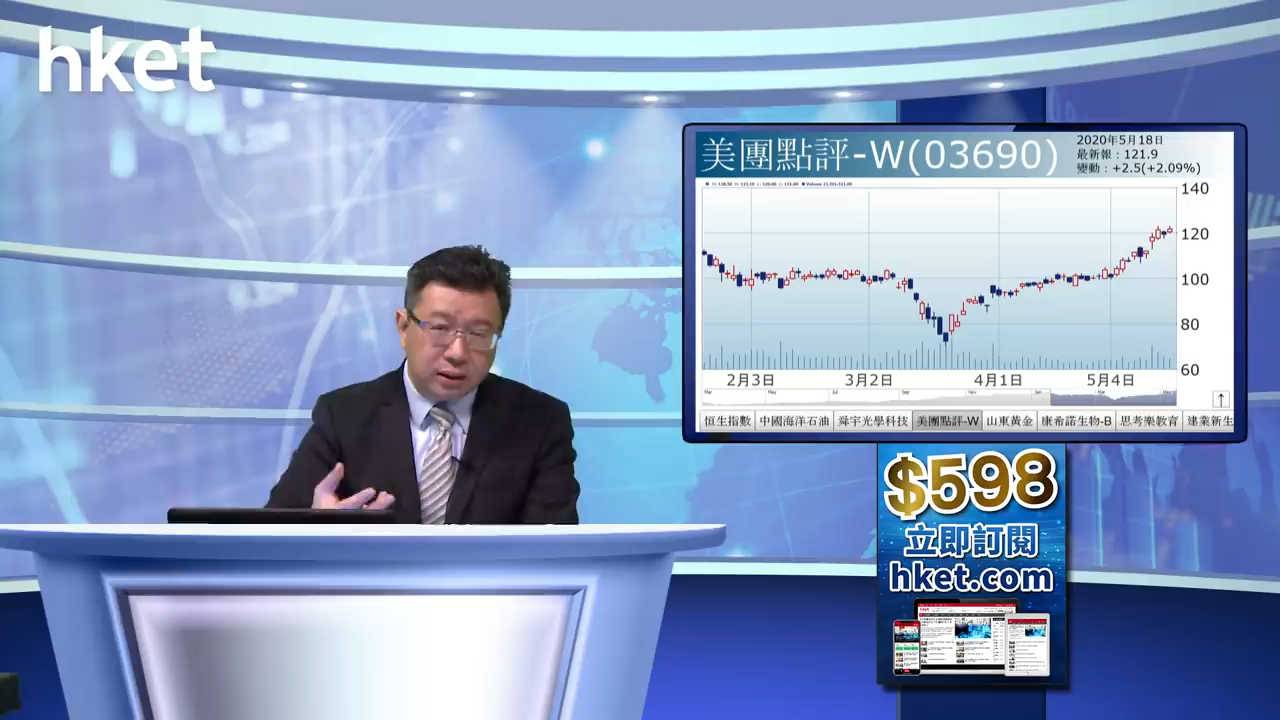 hket
美團點評-W(03690)
2020年5月18日
最新報：121.9
變動：+2.5(+2.09%)
140
120
100
80
60
2月3日
3月2日
4月1日
5月4日
恒生指數
中國海洋石油
舜宇光學科技
美團點評-W
山東黃金
康希諾生物-B
思考樂教育
建業新生
$598
立即訂閱
hket.com